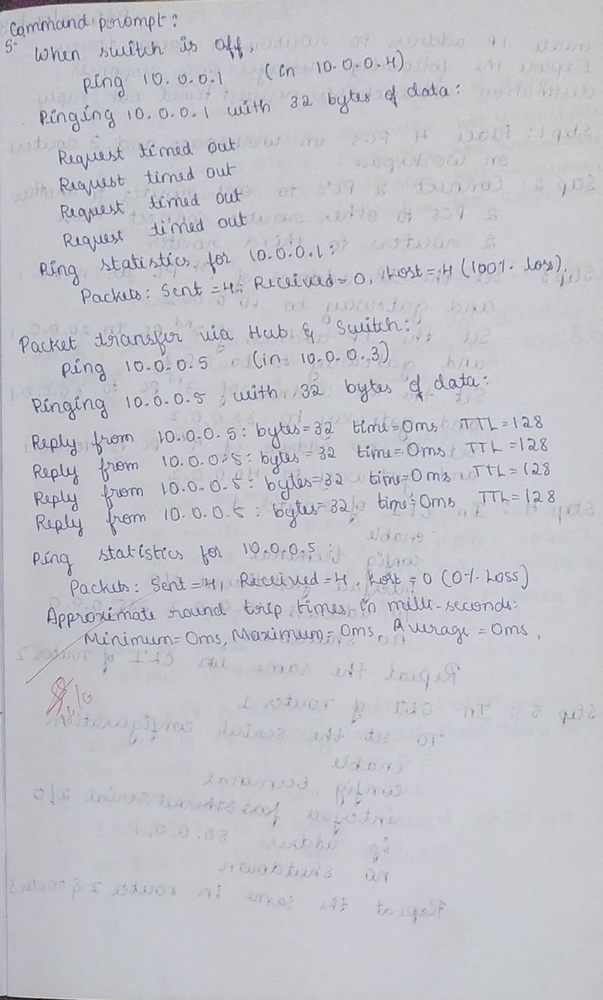 Command prompt:
5. When switch is off,
ping 10.0.0.1 (in 10.0.0.4)
Pinging 10.0.0.1 with 32 bytes of data:
Request timed out
Request timed out
Request timed out
Request timed out
Ping statistics for 10.0.0.1:
Packets: Sent = 4, Received = 0, Lost = 4 (100% loss).
Packet transfer via Hub & Switch:
ping 10.0.0.5 (in 10.0.0.3)
Pinging 10.0.0.5, with 32 bytes of data:
Reply from 10.0.0.5: bytes=32 time=0ms TTL=128
Reply from 10.0.0.5: bytes=32 time=0ms TTL=128
Reply from 10.0.0.5: bytes=32 time=0ms TTL=128
Reply from 10.0.0.5: bytes=32 time=0ms TTL=128
Ping statistics for 10.0.0.5:
Packets: Sent = 4, Received = 4, Lost = 0 (0% Loss)
Approximate round trip times in milli-seconds:
Minimum=0ms, Maximum=0ms, Average=0ms,